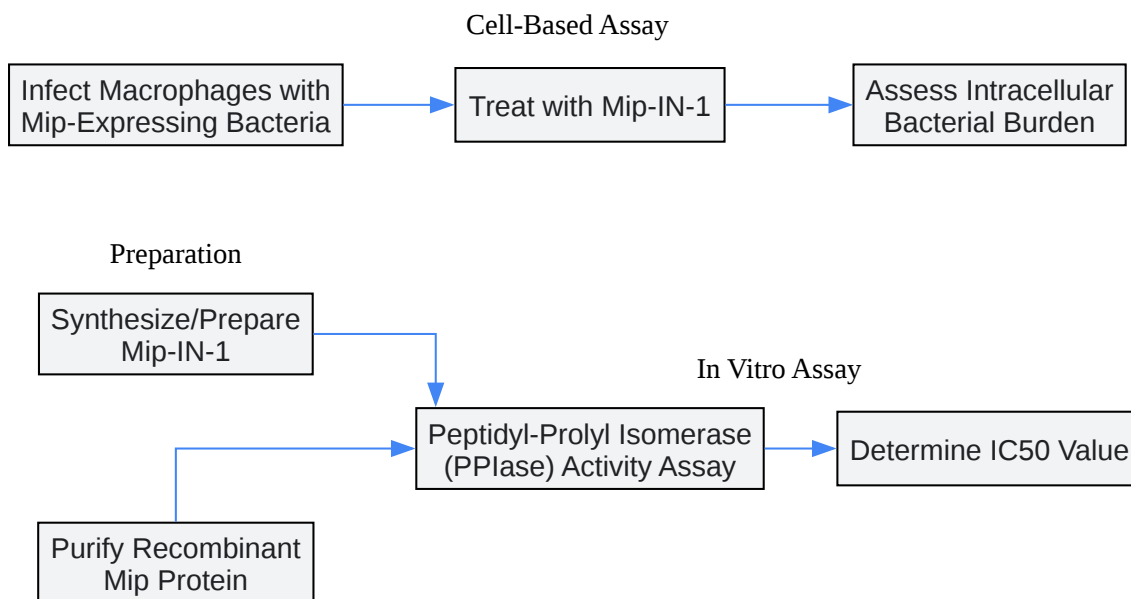 Cell-Based Assay
Infect Macrophages with
Mip-Expressing Bacteria
Treat with Mip-IN-1
Assess Intracellular
Bacterial Burden
Preparation
Synthesize/Prepare
Mip-IN-1
In Vitro Assay
Peptidyl-Prolyl Isomerase
(PPIase) Activity Assay
Determine IC50 Value
Purify Recombinant
Mip Protein